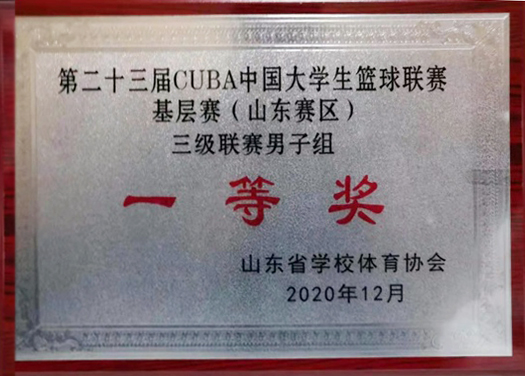 第二十三届CUBA中国大学生篮球联赛
基层赛（山东赛区）
三级联赛男子组
一等奖
山东省学校体育协会
2020年12月